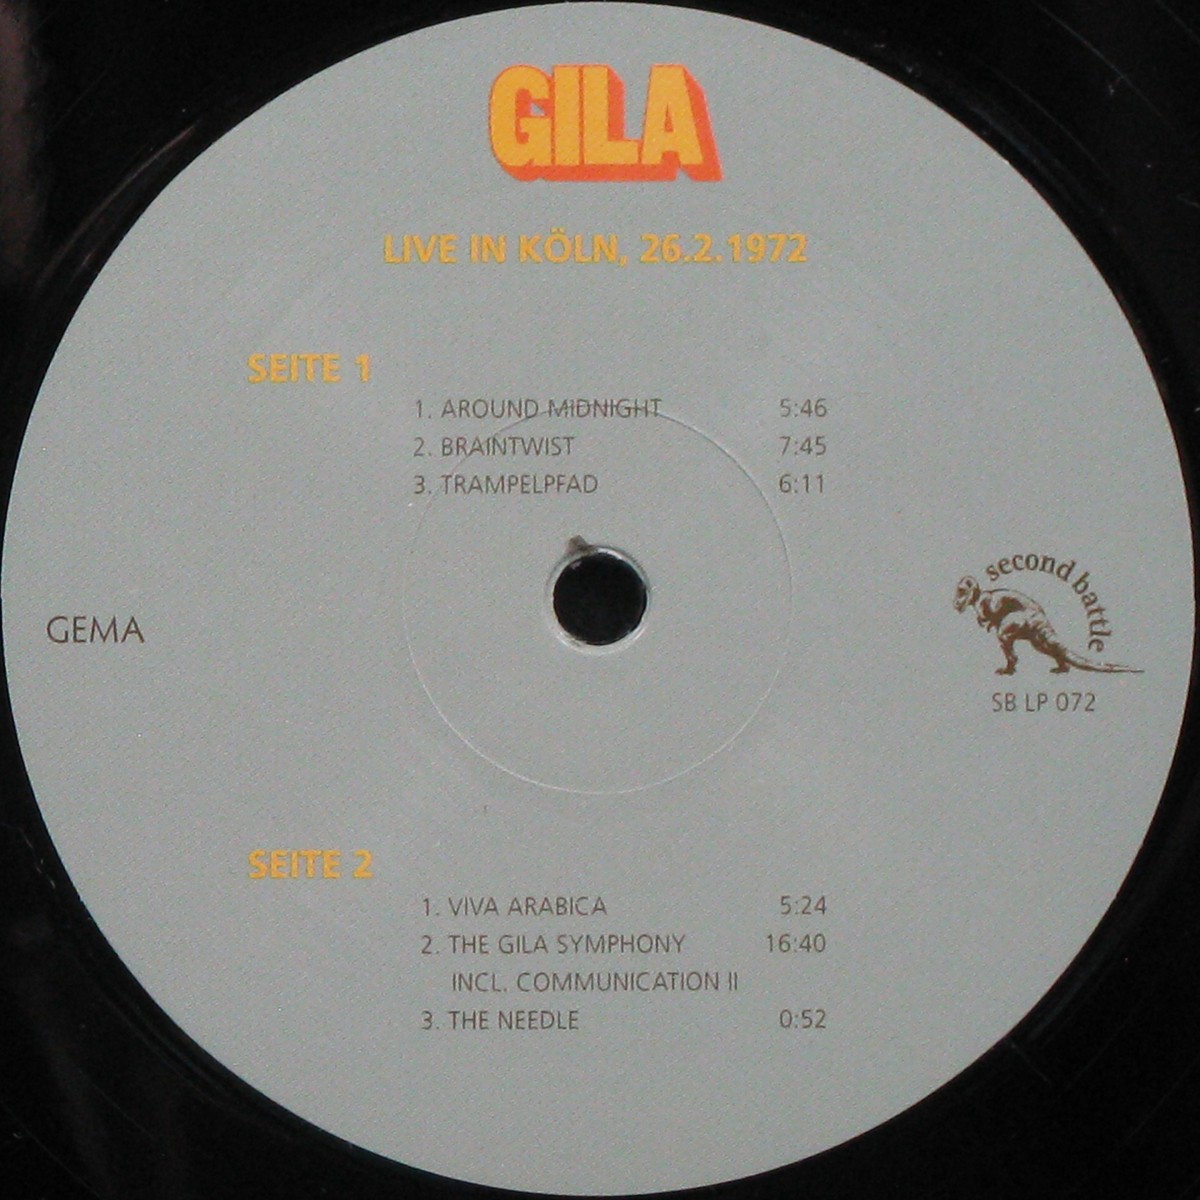 GILA
LIVE IN KÖLN, 26.2.1972
SEITE 1
1. AROUND MIDNIGHT 5:46
2. BRAINTWIST 7:45
3. TRAMPELPFAD 6:11
second battle
GEMA
SB LP 072
SEITE 2
1. VIVA ARABICA 5:24
2. THE GILA SYMPHONY 16:40
INCL. COMMUNICATION II
3. THE NEEDLE 0:52